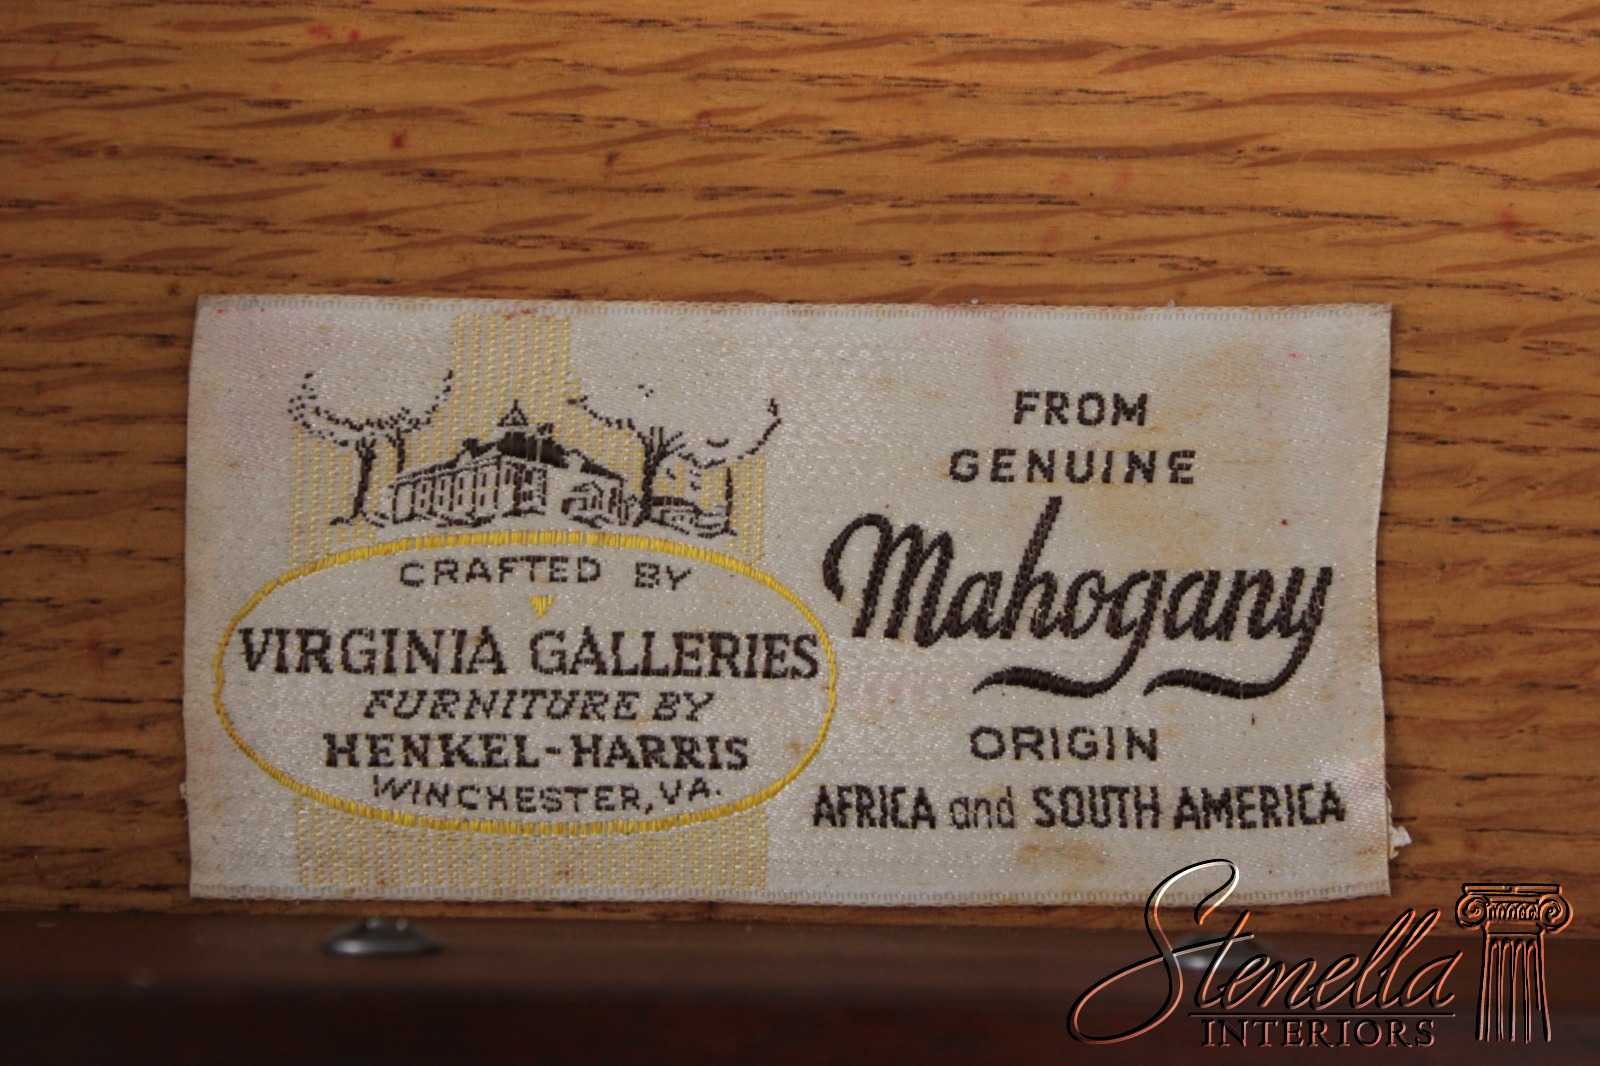 CRAFTED BY
VIRGINIA GALLERIES
FURNITURE BY
HENKEL-HARRIS
WINCHESTER, VA.
FROM
GENUINE
Mahogany
ORIGIN
AFRICA and SOUTH AMERICA
Stenella
INTERIORS